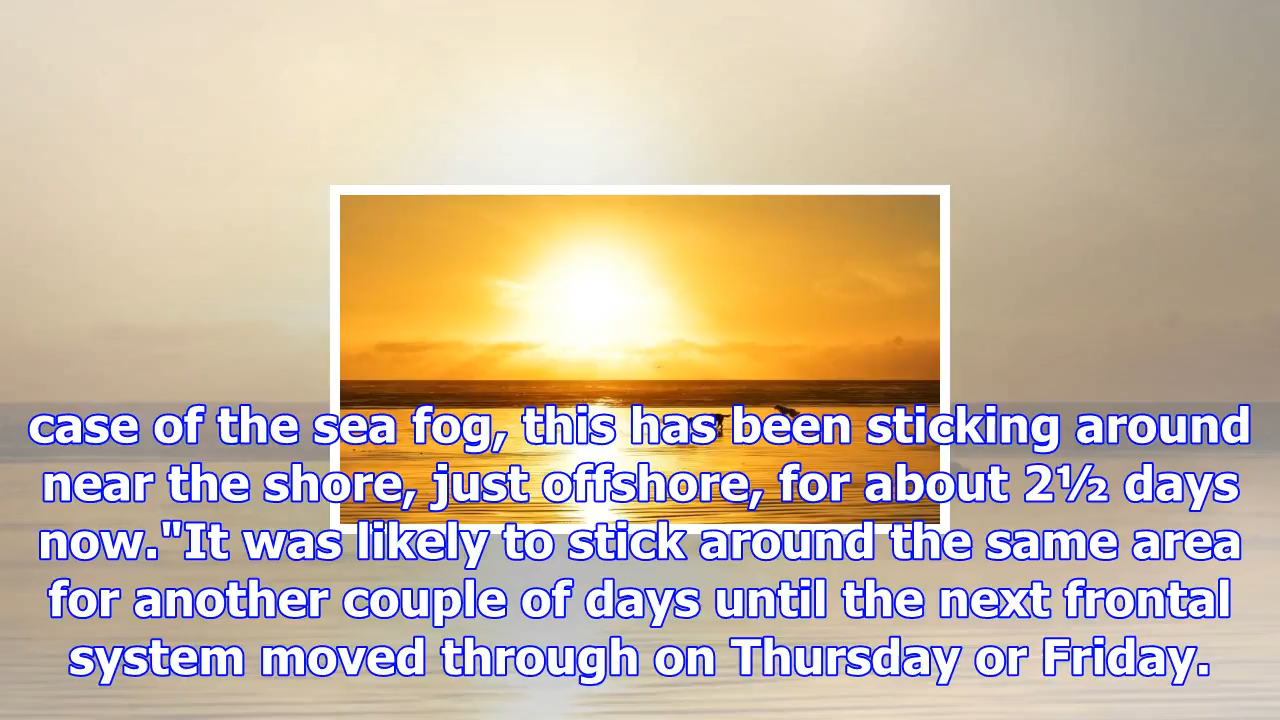 case of the sea fog, this has been sticking around
near the shore, just offshore, for about 2½ days
now."It was likely to stick around the same area
for another couple of days until the next frontal
system moved through on Thursday or Friday.